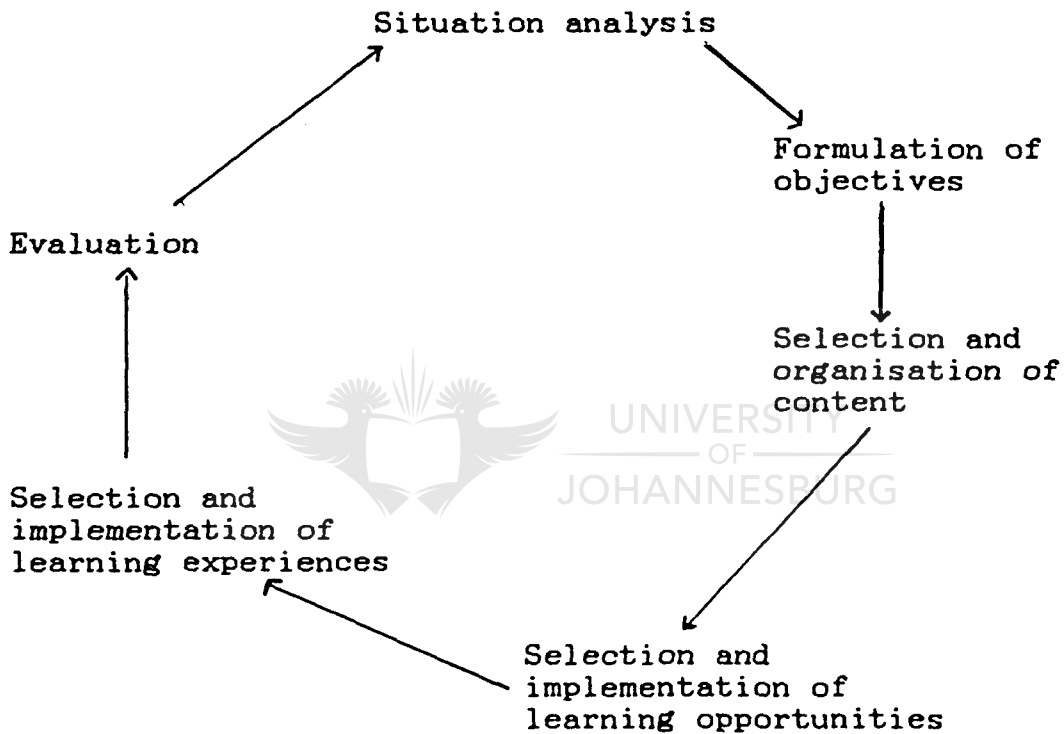 Situation analysis
Formulation of
objectives
Selection and
organisation of
content
Selection and
implementation of
learning opportunities
Selection and
implementation of
learning experiences
Evaluation
UNIVERSITY
OF
JOHANNESBURG